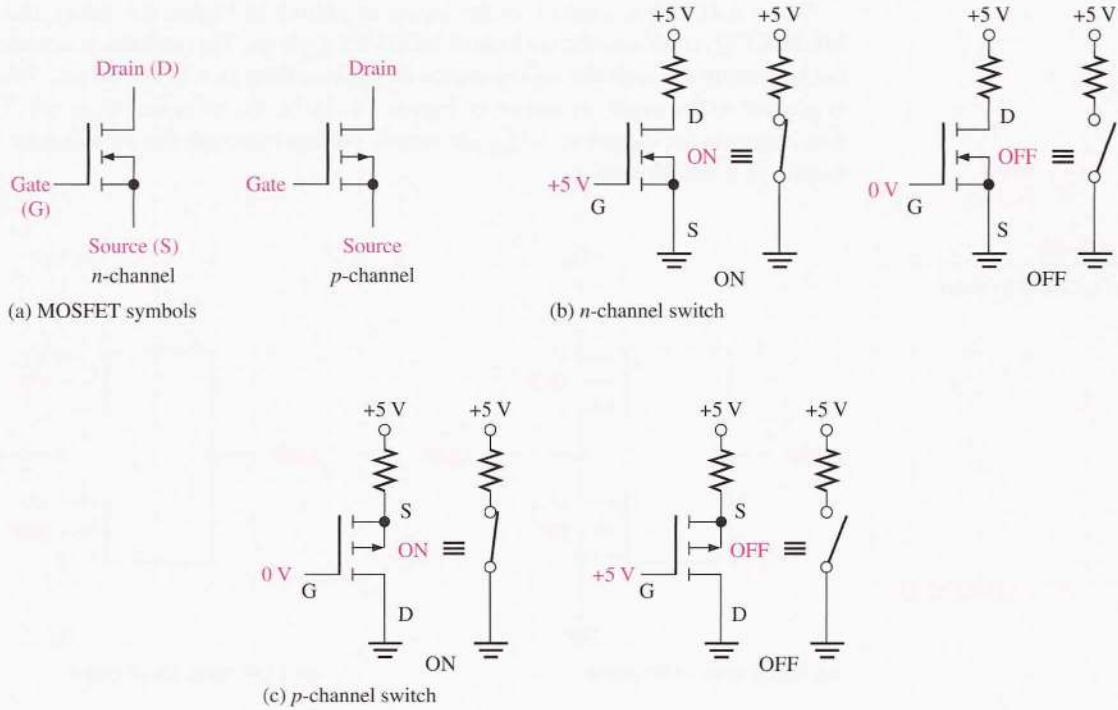 Drain (D)
Gate
(G)
Source (S)
n-channel
Drain
Gate
Source
p-channel
(a) MOSFET symbols
+5 V
+5 V
D
ON ≡
+5 V
G
S
ON
+5 V
+5 V
D
OFF ≡
0 V
G
S
OFF
(b) n-channel switch
+5 V
+5 V
S
ON ≡
0 V
G
D
ON
+5 V
+5 V
S
OFF ≡
+5 V
G
D
OFF
(c) p-channel switch